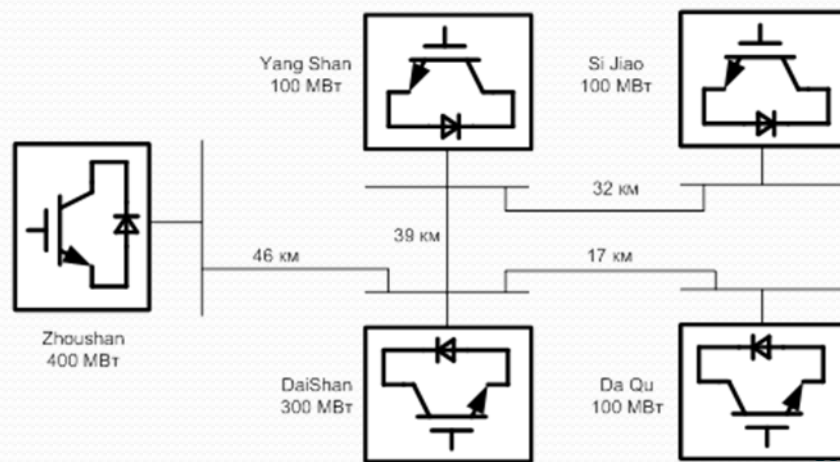 Yang Shan
100 МВт
Si Jiao
100 МВт
32 км
39 км
46 км
17 км
Zhoushan
400 МВт
DaiShan
300 МВт
Da Qu
100 МВт